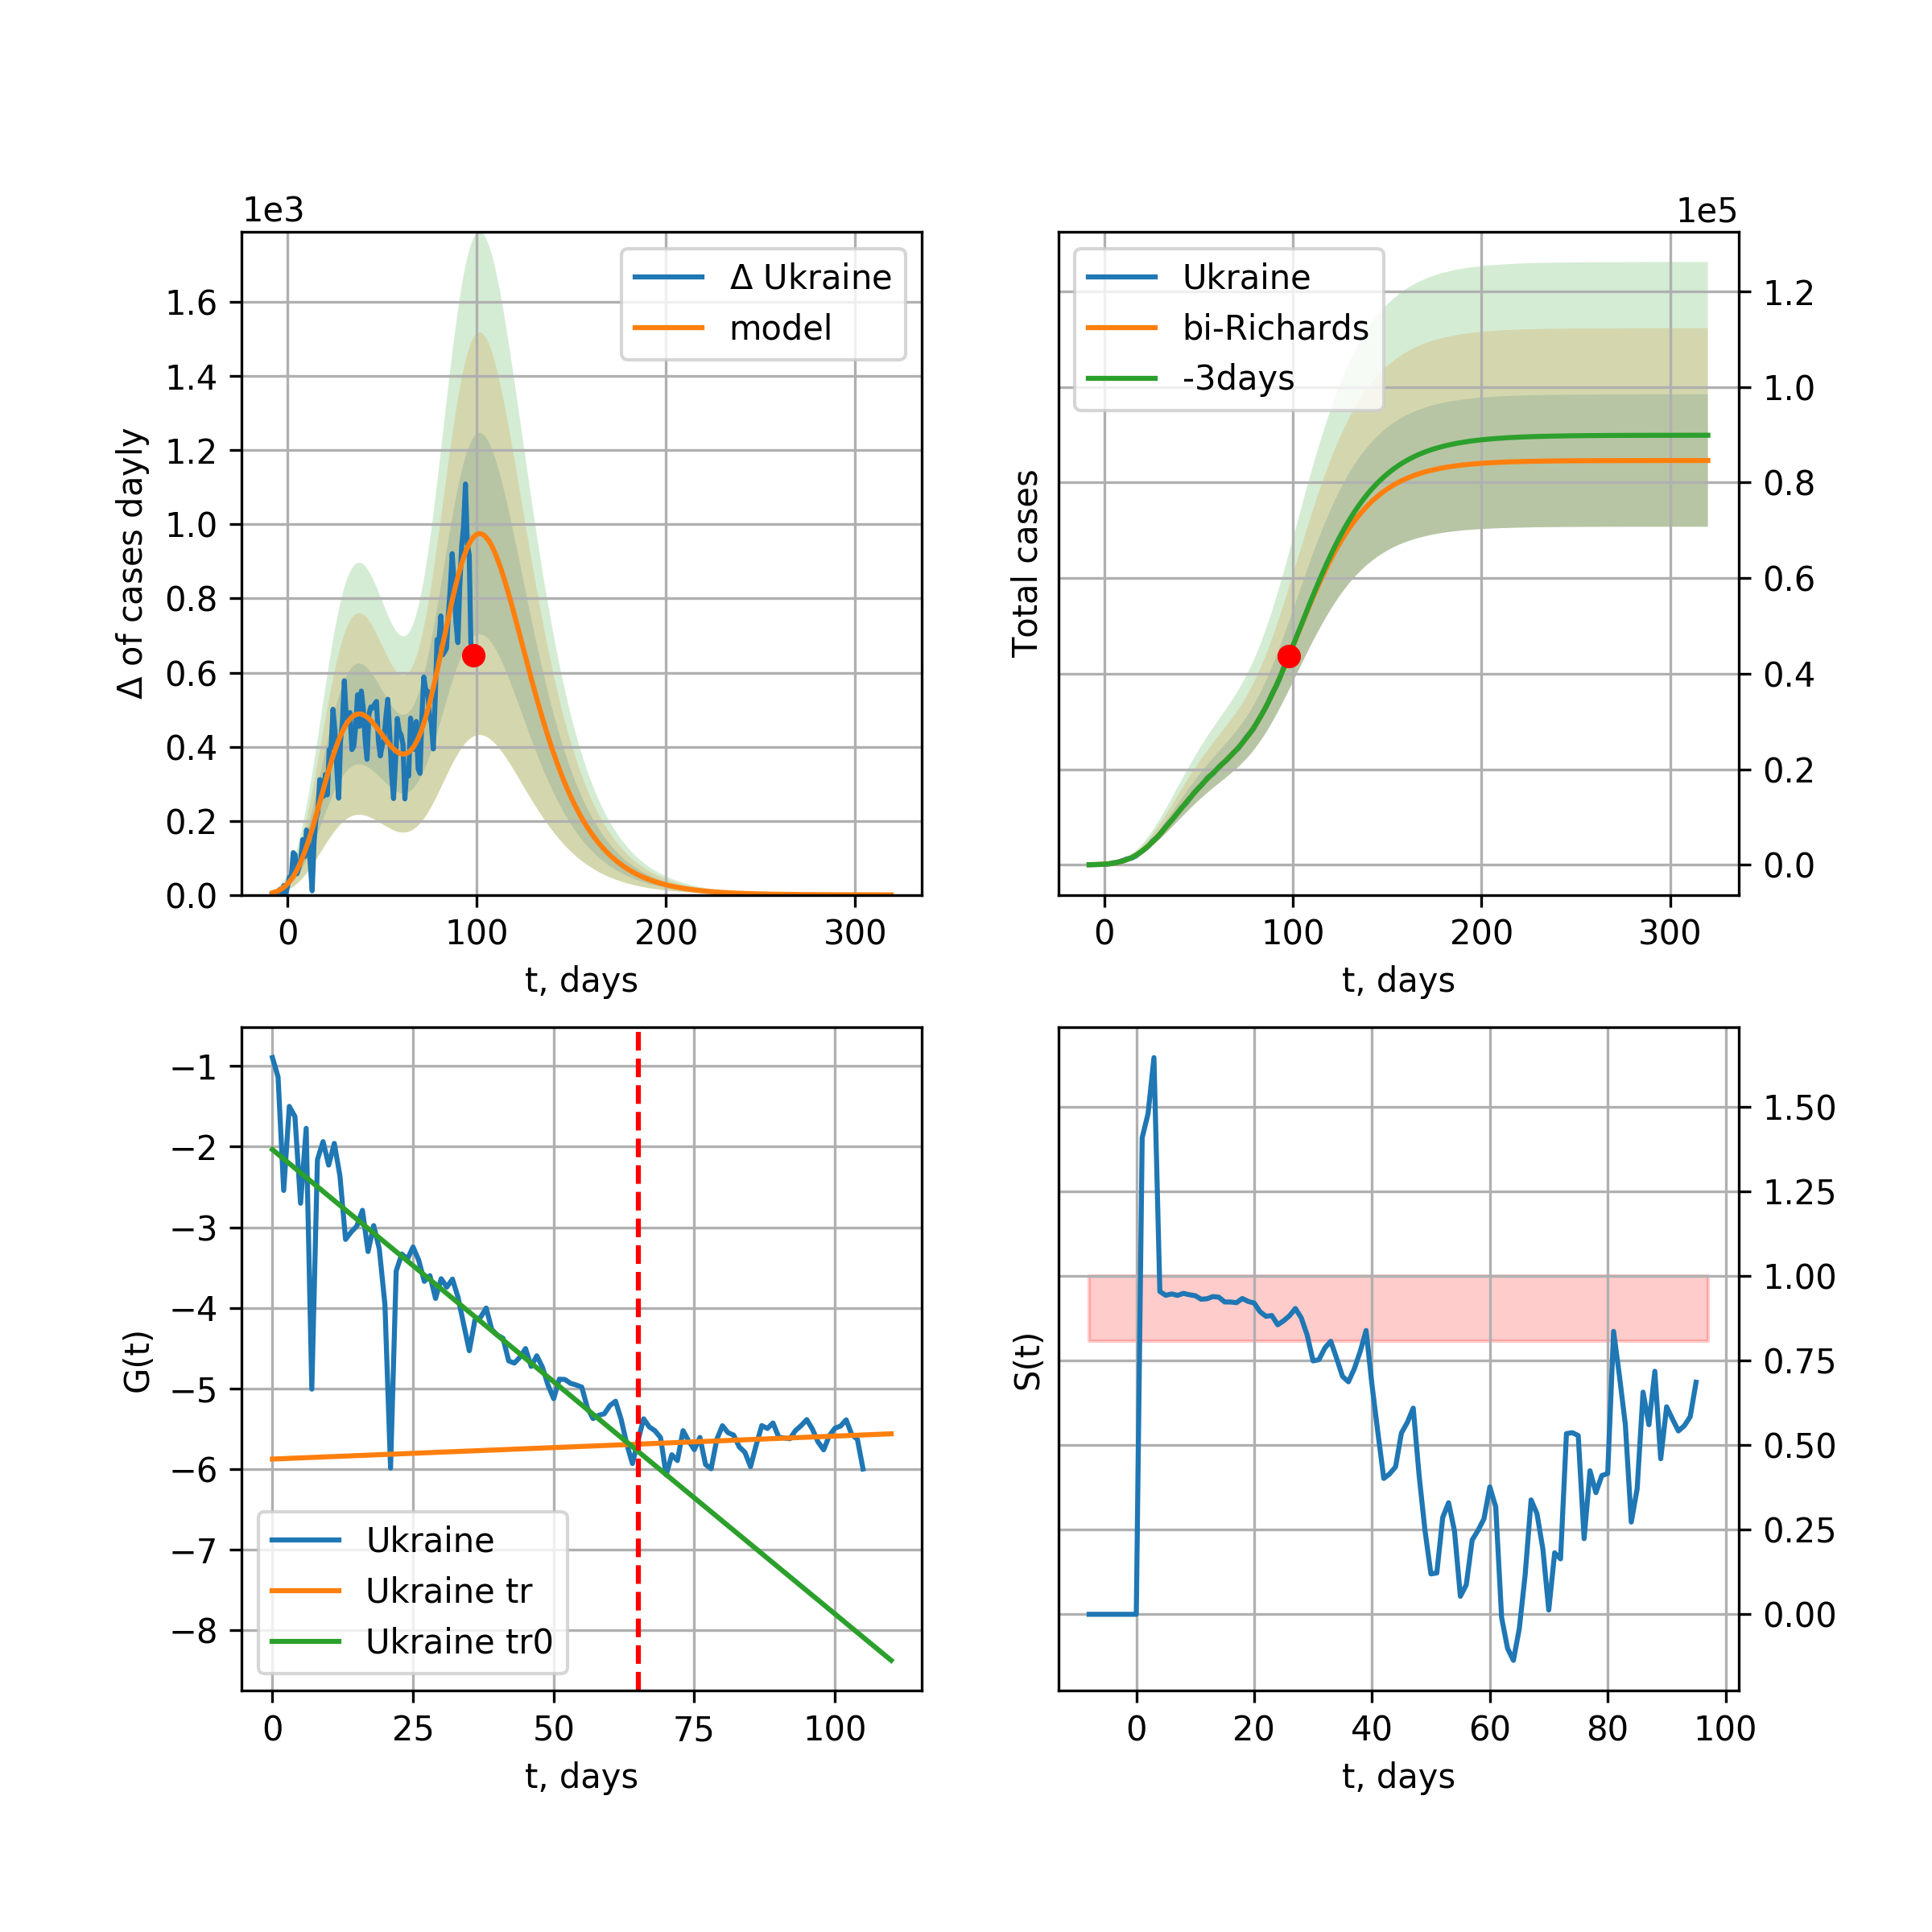 1e3
Δ Ukraine
model
1.6
1.4
1.2
1.0
0.8
0.6
0.4
0.2
0.0
Δ of cases dayly
0 100 200 300
t, days
1e5
Ukraine
bi-Richards
-3days
1.2
1.0
0.8
0.6
0.4
0.2
0.0
Total cases
0 100 200 300
t, days
−1
−2
−3
−4
−5
−6
−7
−8
G(t)
Ukraine
Ukraine tr
Ukraine tr0
0 25 50 75 100
t, days
S(t)
1.50
1.25
1.00
0.75
0.50
0.25
0.00
0 20 40 60 80 100
t, days